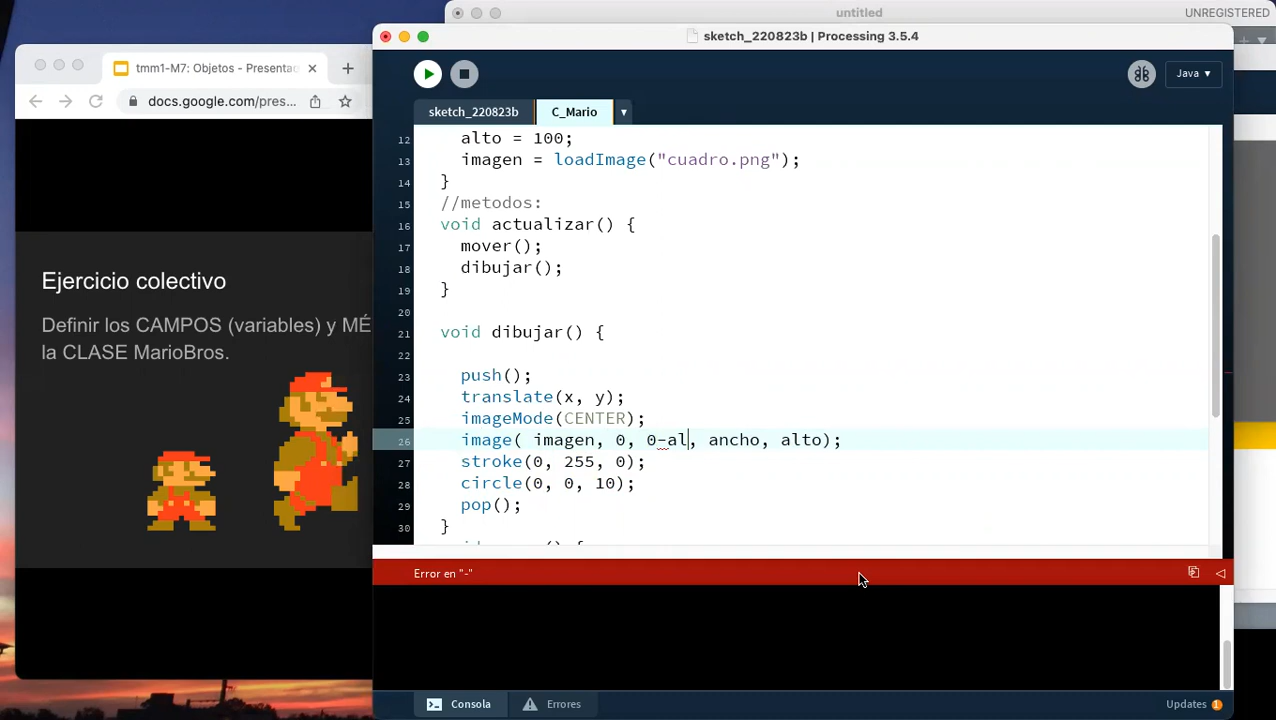 untitled
UNREGISTERED
sketch_220823b | Processing 3.5.4
tmm1-M7: Objetos - Presentac
docs.google.com/pres...
Java
sketch_220823b
C_Mario
12 alto = 100;
13 imagen = loadImage("cuadro.png");
14 }
15 //metodos:
16 void actualizar() {
17 mover();
18 dibujar();
19 }
20
21 void dibujar() {
22
23 push();
24 translate(x, y);
25 imageMode(CENTER);
26 image( imagen, 0, 0-al, ancho, alto);
27 stroke(0, 255, 0);
28 circle(0, 0, 10);
29 pop();
30 }
Ejercicio colectivo
Definir los CAMPOS (variables) y MÉ
la CLASE MarioBros.
Error en "-"
Consola
Errores
Updates 1